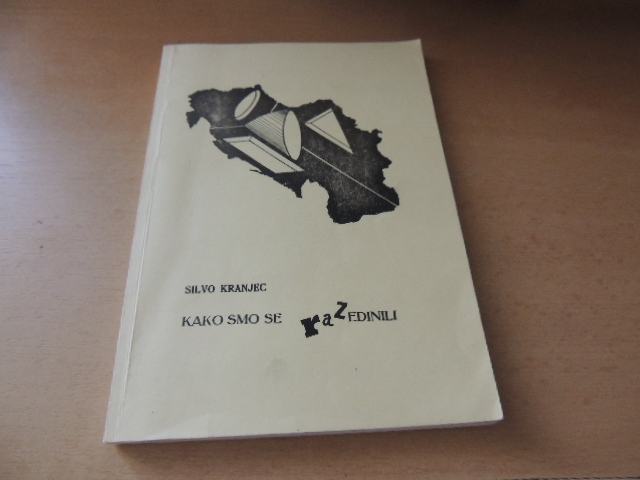 SILVO KRANJEC
KAKO SMO SE raZEDINILI